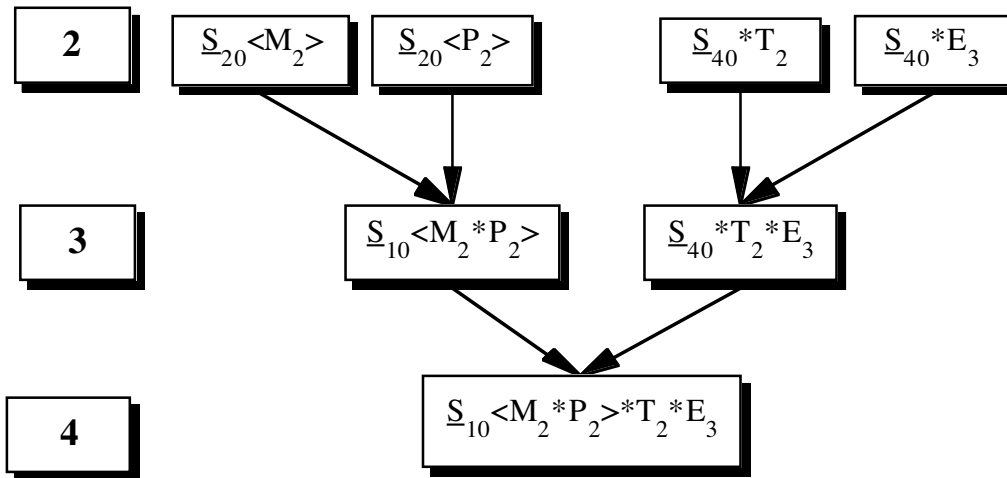 2
S₂₀<M₂>
S₂₀<P₂>
S₄₀*T₂
S₄₀*E₃
3
S₁₀<M₂*P₂>
S₄₀*T₂*E₃
4
S₁₀<M₂*P₂>*T₂*E₃